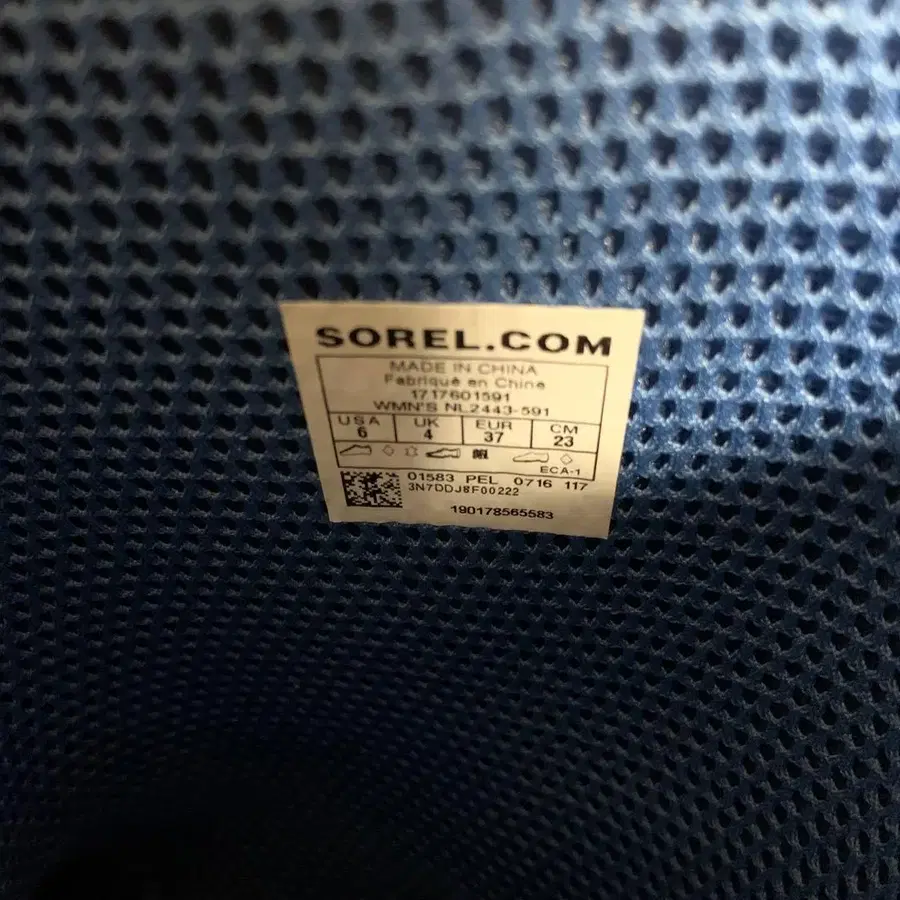 SOREL.COM
MADE IN CHINA
Fabriqué en Chine
1717601591
WMN'S NL2443-591
USA UK EUR CM
6 4 37 23
ECA-1
01583 PEL 0716 117
3N7DDJ8F00222
190178565583